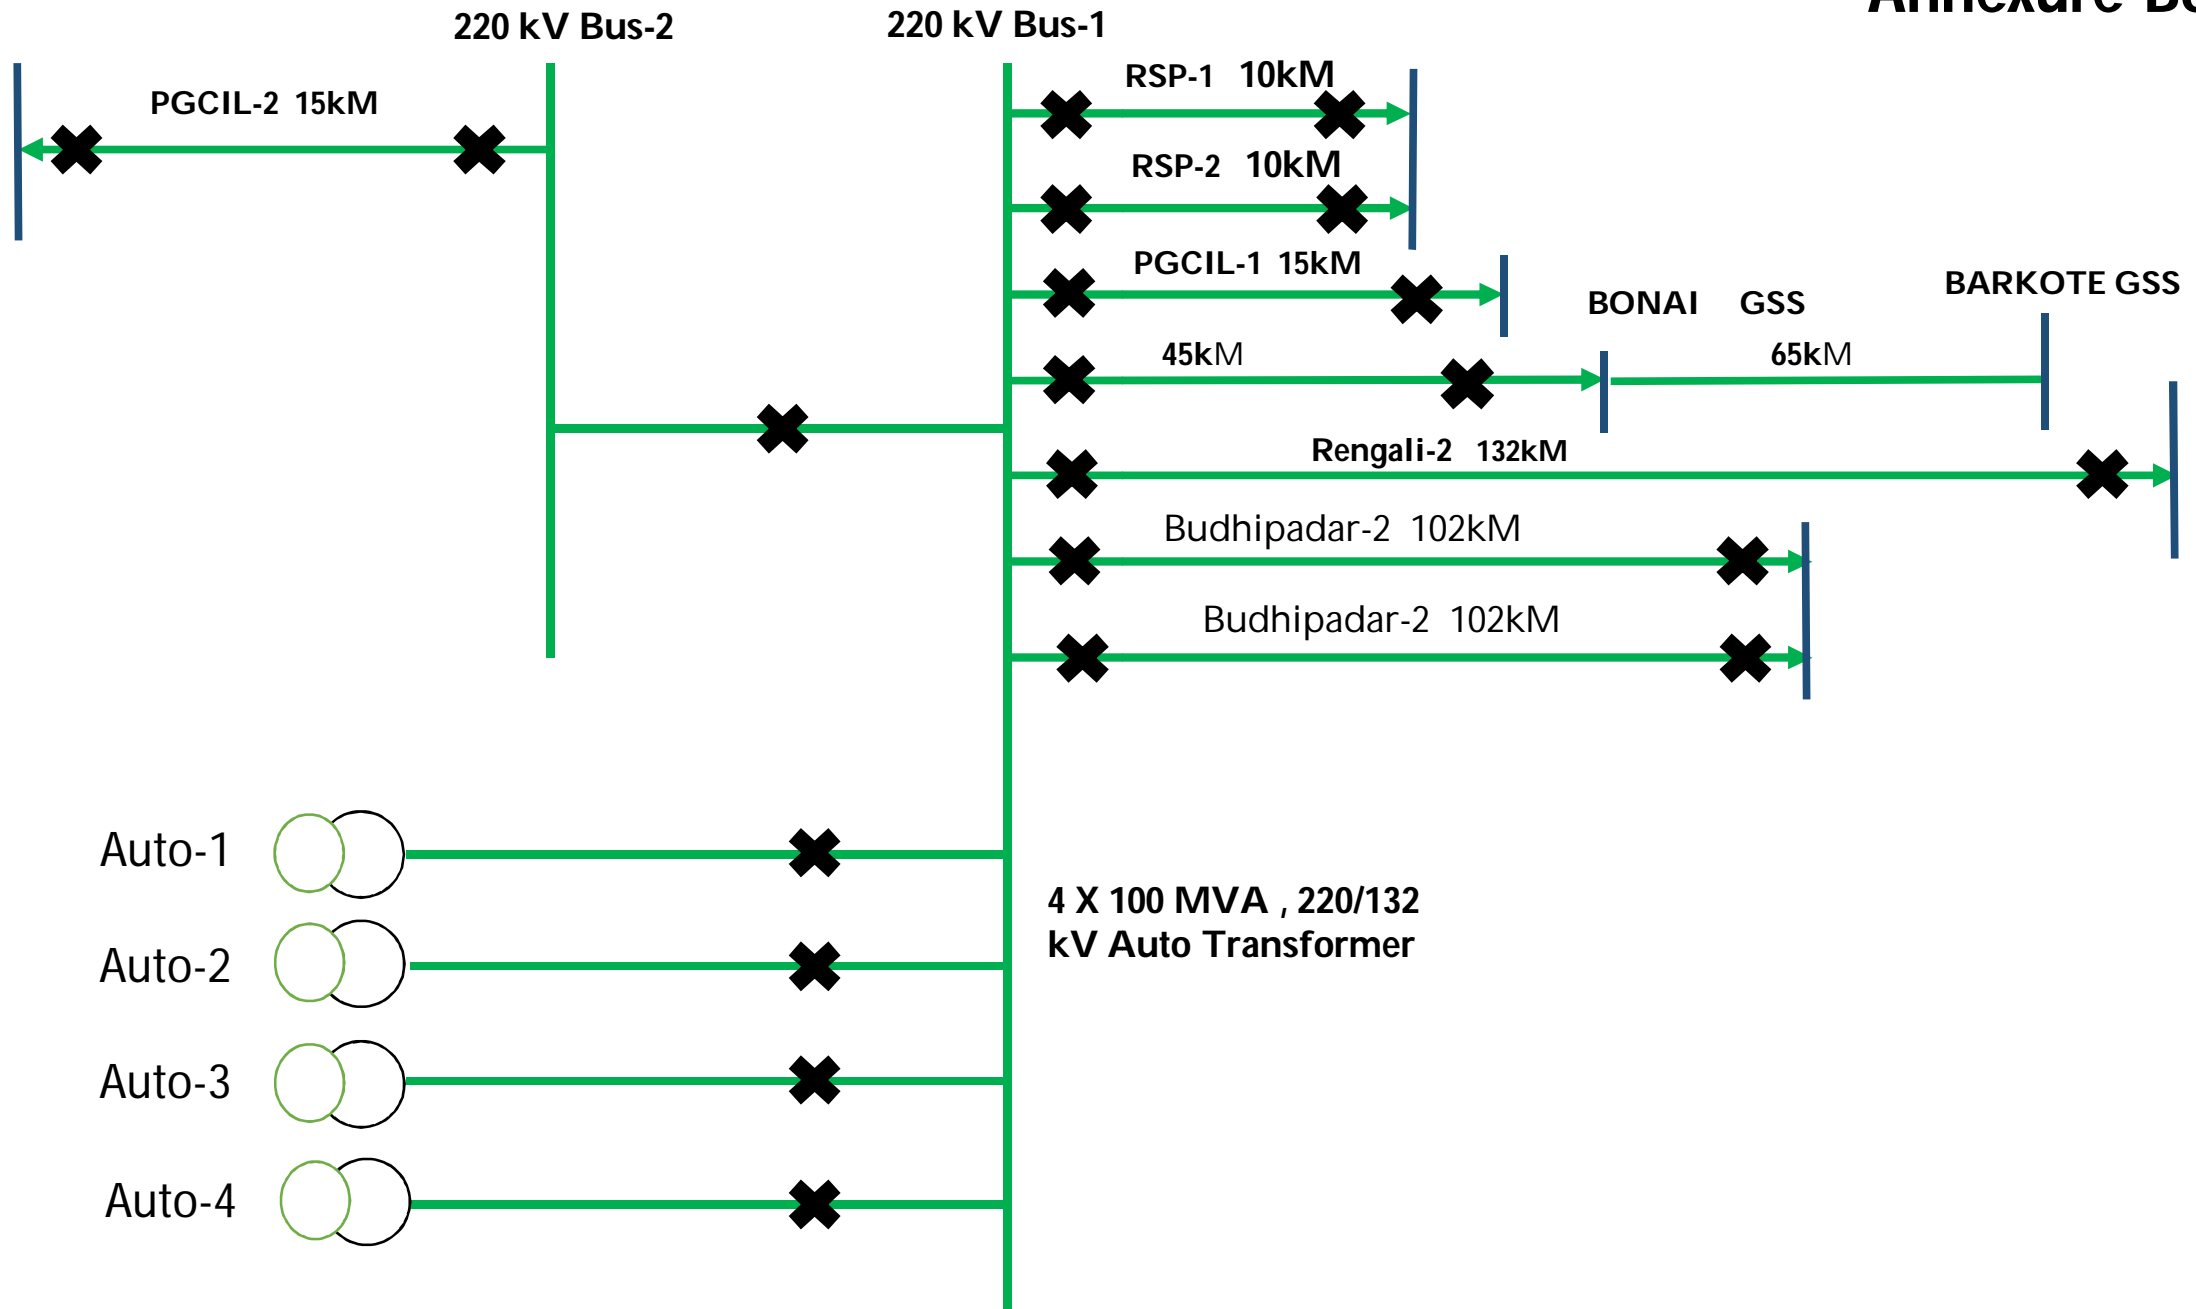 Annexure
220 kV Bus-2
220 kV Bus-1
PGCIL-2 15kM
RSP-1 10kM
RSP-2 10kM
PGCIL-1 15kM
BONAI GSS
BARKOTE GSS
45kM
65kM
Rengali-2 132kM
Budhipadar-2 102kM
Budhipadar-2 102kM
Auto-1
4 X 100 MVA , 220/132
kV Auto Transformer
Auto-2
Auto-3
Auto-4